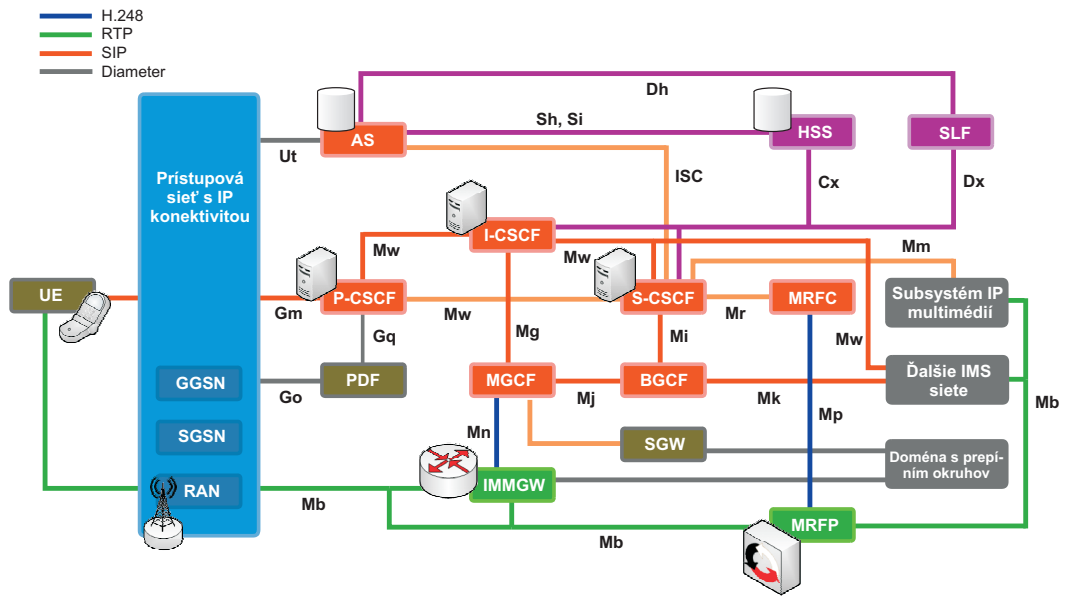 H.248
RTP
SIP
Diameter
Dh
Sh, Si
AS
HSS
SLF
Ut
ISC
Cx
Dx
Prístupová
sieť s IP
konektivitou
I-CSCF
Mw
Mw
Mm
UE
P-CSCF
S-CSCF
MRFC
Subsystém IP
multimédií
Gm
Mw
Mr
Gq
Mg
Mi
Mw
GGSN
PDF
MGCF
BGCF
Ďalšie IMS
siete
Go
Mj
Mk
Mb
Mp
SGSN
Mn
SGW
Doména s prepí-
ním okruhov
RAN
IMMGW
Mb
MRFP
Mb